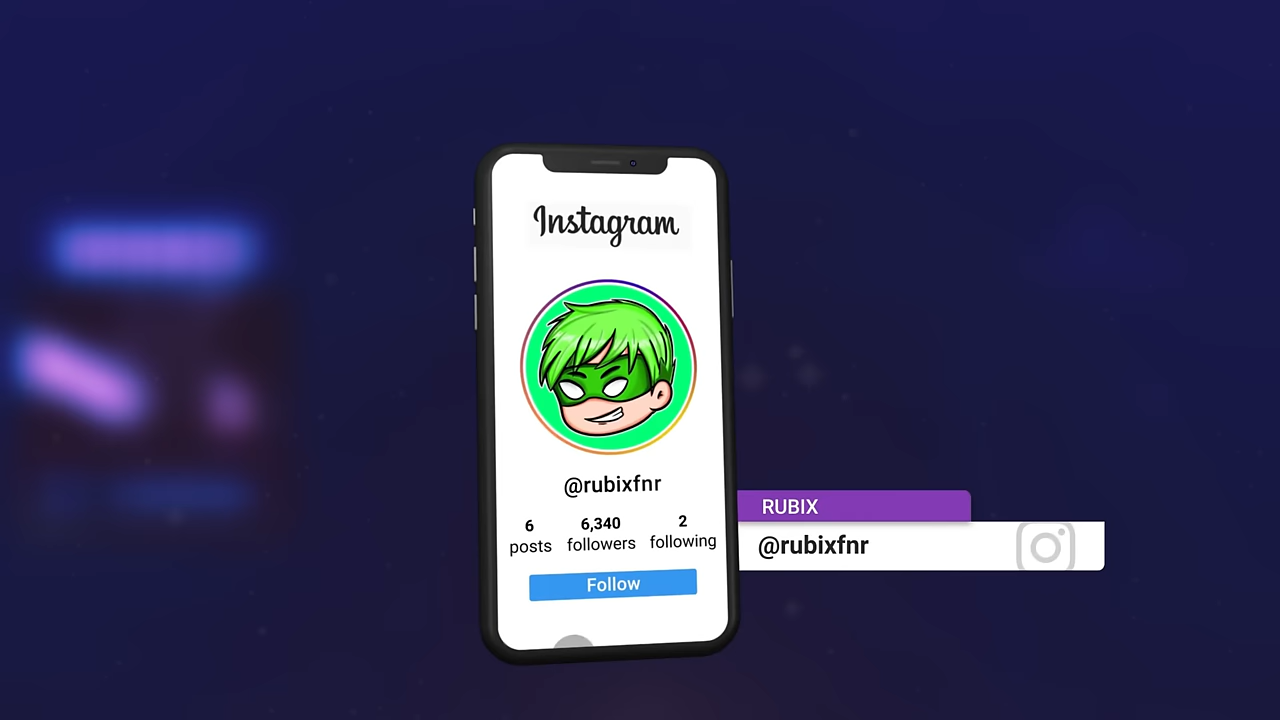 Instagram
@rubixfnr
6 6,340 2
posts followers following
Follow
RUBIX
@rubixfnr